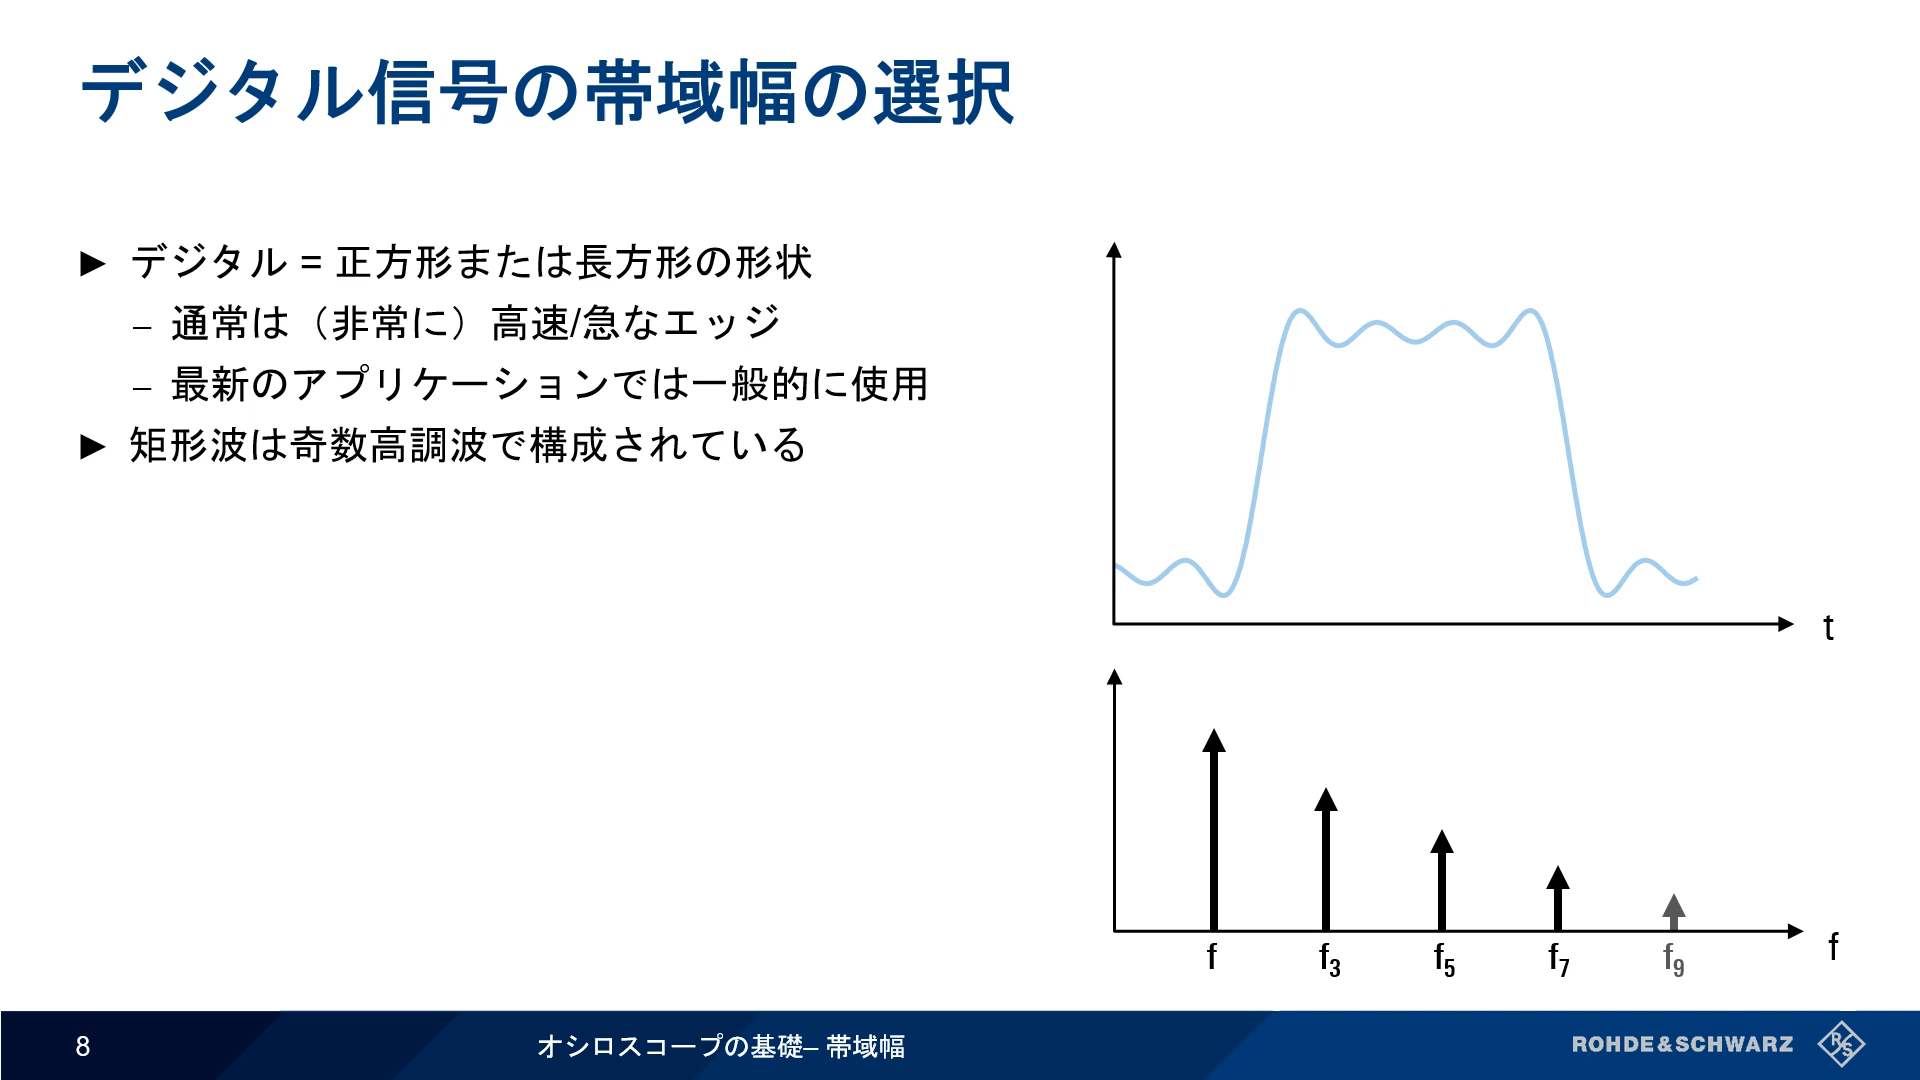 デジタル信号の帯域幅の選択
► デジタル = 正方形または長方形の形状
– 通常は（非常に）高速/急なエッジ
– 最新のアプリケーションでは一般的に使用
► 矩形波は奇数高調波で構成されている
t
f f3 f5 f7 f9
f
8
オシロスコープの基礎– 帯域幅
ROHDE&SCHWARZ
R&S